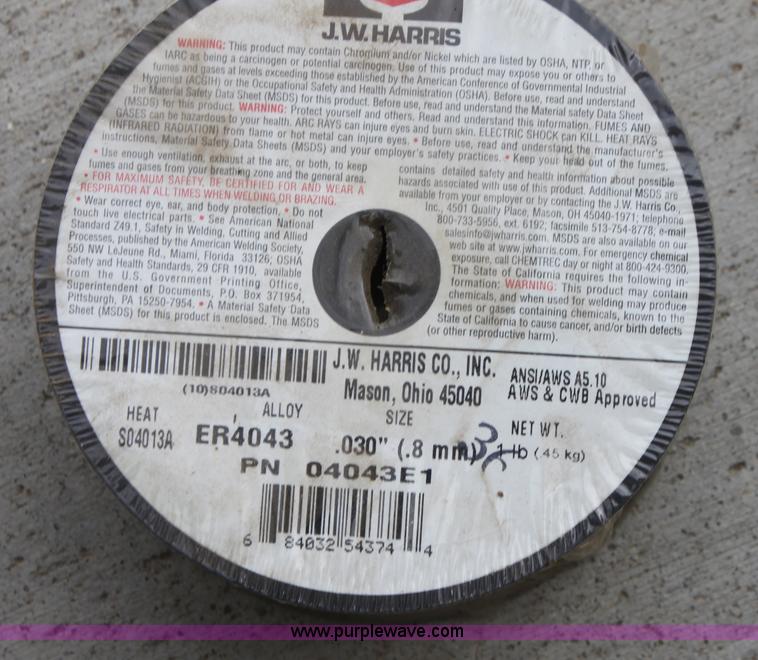 J.W.HARRIS
WARNING: This product may contain Chromium and/or Nickel which are listed by OSHA, NTP, or
IARC as being a carcinogen or potential carcinogen. Use of this product may expose you or others to
fumes and gases at levels exceeding those established by the American Conference of Governmental Industrial
Hygienist (ACGIH) or the Occupational Safety and Health Administration (OSHA). Before use, read and understand
the Material Safety Data Sheet (MSDS) for this product. Before use, read and understand the Material safety Data Sheet
(MSDS) for this product. WARNING: Protect yourself and others. Read and understand this information. FUMES AND
GASES can be hazardous to your health. ARC RAYS can injure eyes and burn skin. ELECTRIC SHOCK can KILL. HEAT RAYS
(INFRARED RADIATION) from flame or hot metal can injure eyes. • Before use, read and understand the manufacturer's
instructions, Material Safety Data Sheets (MSDS) and your employer's safety practices. • Keep your head out of the fumes.
• Use enough ventilation, exhaust at the arc, or both, to keep
fumes and gases from your breathing zone and the general area.
• FOR MAXIMUM SAFETY, BE CERTIFIED FOR AND WEAR A
RESPIRATOR AT ALL TIMES WHEN WELDING OR BRAZING.
• Wear correct eye, ear, and body protection. • Do not
touch live electrical parts. • See American National
Standard Z49.1, Safety in Welding, Cutting and Allied
Processes, published by the American Welding Society,
550 NW LeJeune Rd., Miami, Florida 33126; OSHA
Safety and Health Standards, 29 CFR 1910, available
from the U.S. Government Printing Office,
Superintendent of Documents, P.O. Box 371954,
Pittsburgh, PA 15250-7954. • A Material Safety Data
Sheet (MSDS) for this product is enclosed. The MSDS
contains detailed safety and health information about possible
hazards associated with use of this product. Additional MSDS are
available from your employer or by contacting the J.W. Harris Co.,
Inc., 4501 Quality Place, Mason, OH 45040-1971; telephone
800-733-5956, ext. 6192; facsimile 513-754-8778; e-mail
salesinfo@jwharris.com. MSDS are also available on our
web site at www.jwharris.com. For emergency chemical
exposure, call CHEMTREC day or night at 800-424-9300.
The State of California requires the following in-
formation: WARNING: This product may contain
chemicals, and when used for welding may produce
fumes or gases containing chemicals, known to the
State of California to cause cancer, and/or birth defects
(or other reproductive harm).
(10)S04013A
J.W. HARRIS CO., INC.
Mason, Ohio 45040
ANSI/AWS A5.10
AWS & CWB Approved
HEAT ALLOY SIZE NET WT.
S04013A ER4043 .030" (.8 mm) 1 lb (.45 kg)
PN 04043E1
6 84032 54374 4
www.purplewave.com